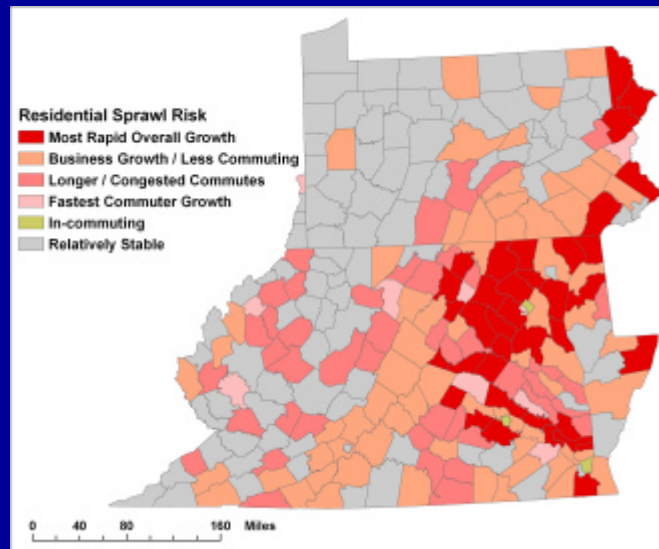 Residential Sprawl Risk
Most Rapid Overall Growth
Business Growth / Less Commuting
Longer / Congested Commutes
Fastest Commuter Growth
In-commuting
Relatively Stable
0 40 80 160 Miles